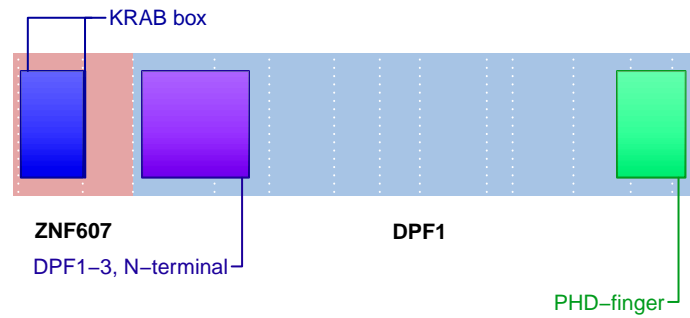 KRAB box
ZNF607
DPF1
DPF1−3, N−terminal
PHD−finger